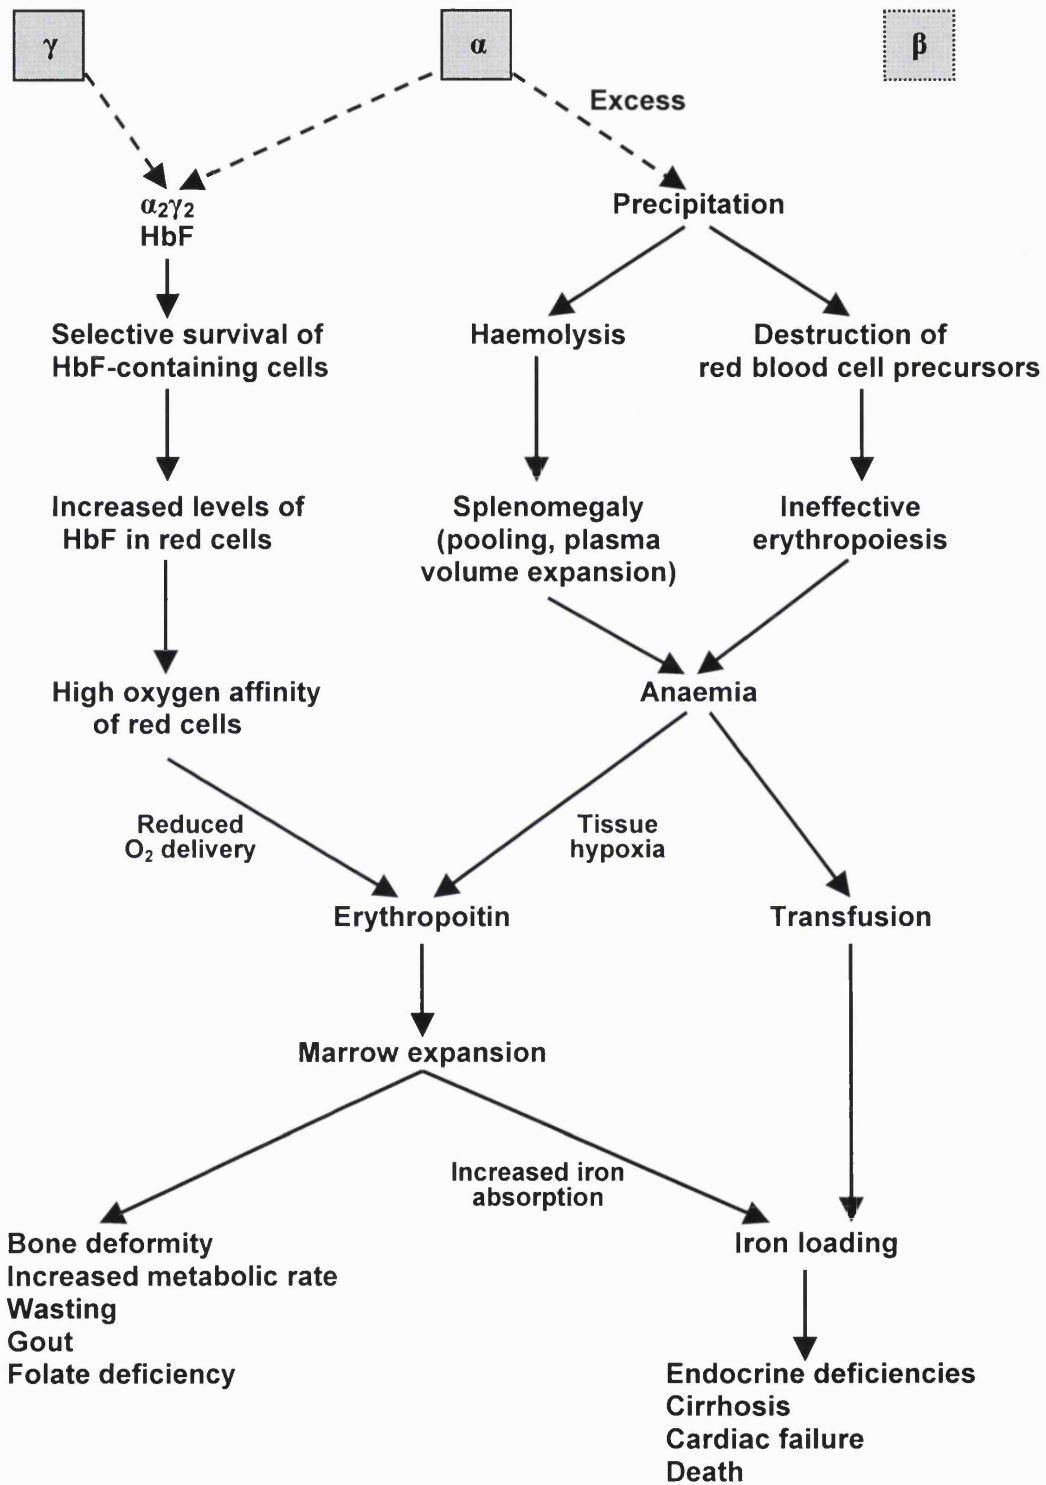 γ
α
β
Excess
α₂γ₂
HbF
Precipitation
Selective survival of
HbF-containing cells
Haemolysis
Destruction of
red blood cell precursors
Increased levels of
HbF in red cells
Splenomegaly
(pooling, plasma
volume expansion)
Ineffective
erythropoiesis
High oxygen affinity
of red cells
Anaemia
Reduced
O₂ delivery
Tissue
hypoxia
Erythropoitin
Transfusion
Marrow expansion
Increased iron
absorption
Bone deformity
Increased metabolic rate
Wasting
Gout
Folate deficiency
Iron loading
Endocrine deficiencies
Cirrhosis
Cardiac failure
Death